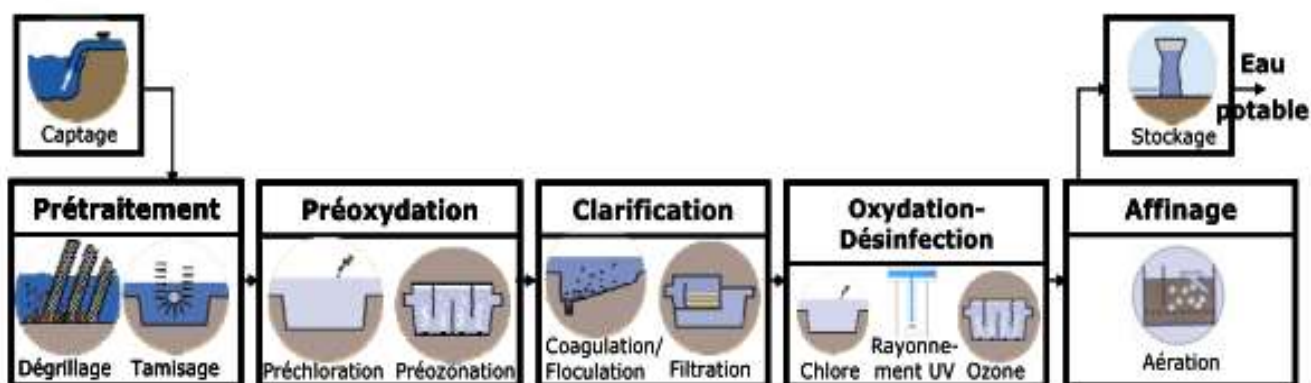 Captage
Stockage
Eau
potable
Prétraitement
Dégrillage
Tamisage
Préoxydation
Préchloration
Préozonation
Clarification
Coagulation/
Floculation
Filtration
Oxydation-
Désinfection
Chlore
Rayonne-
ment UV
Ozone
Affinage
Aération